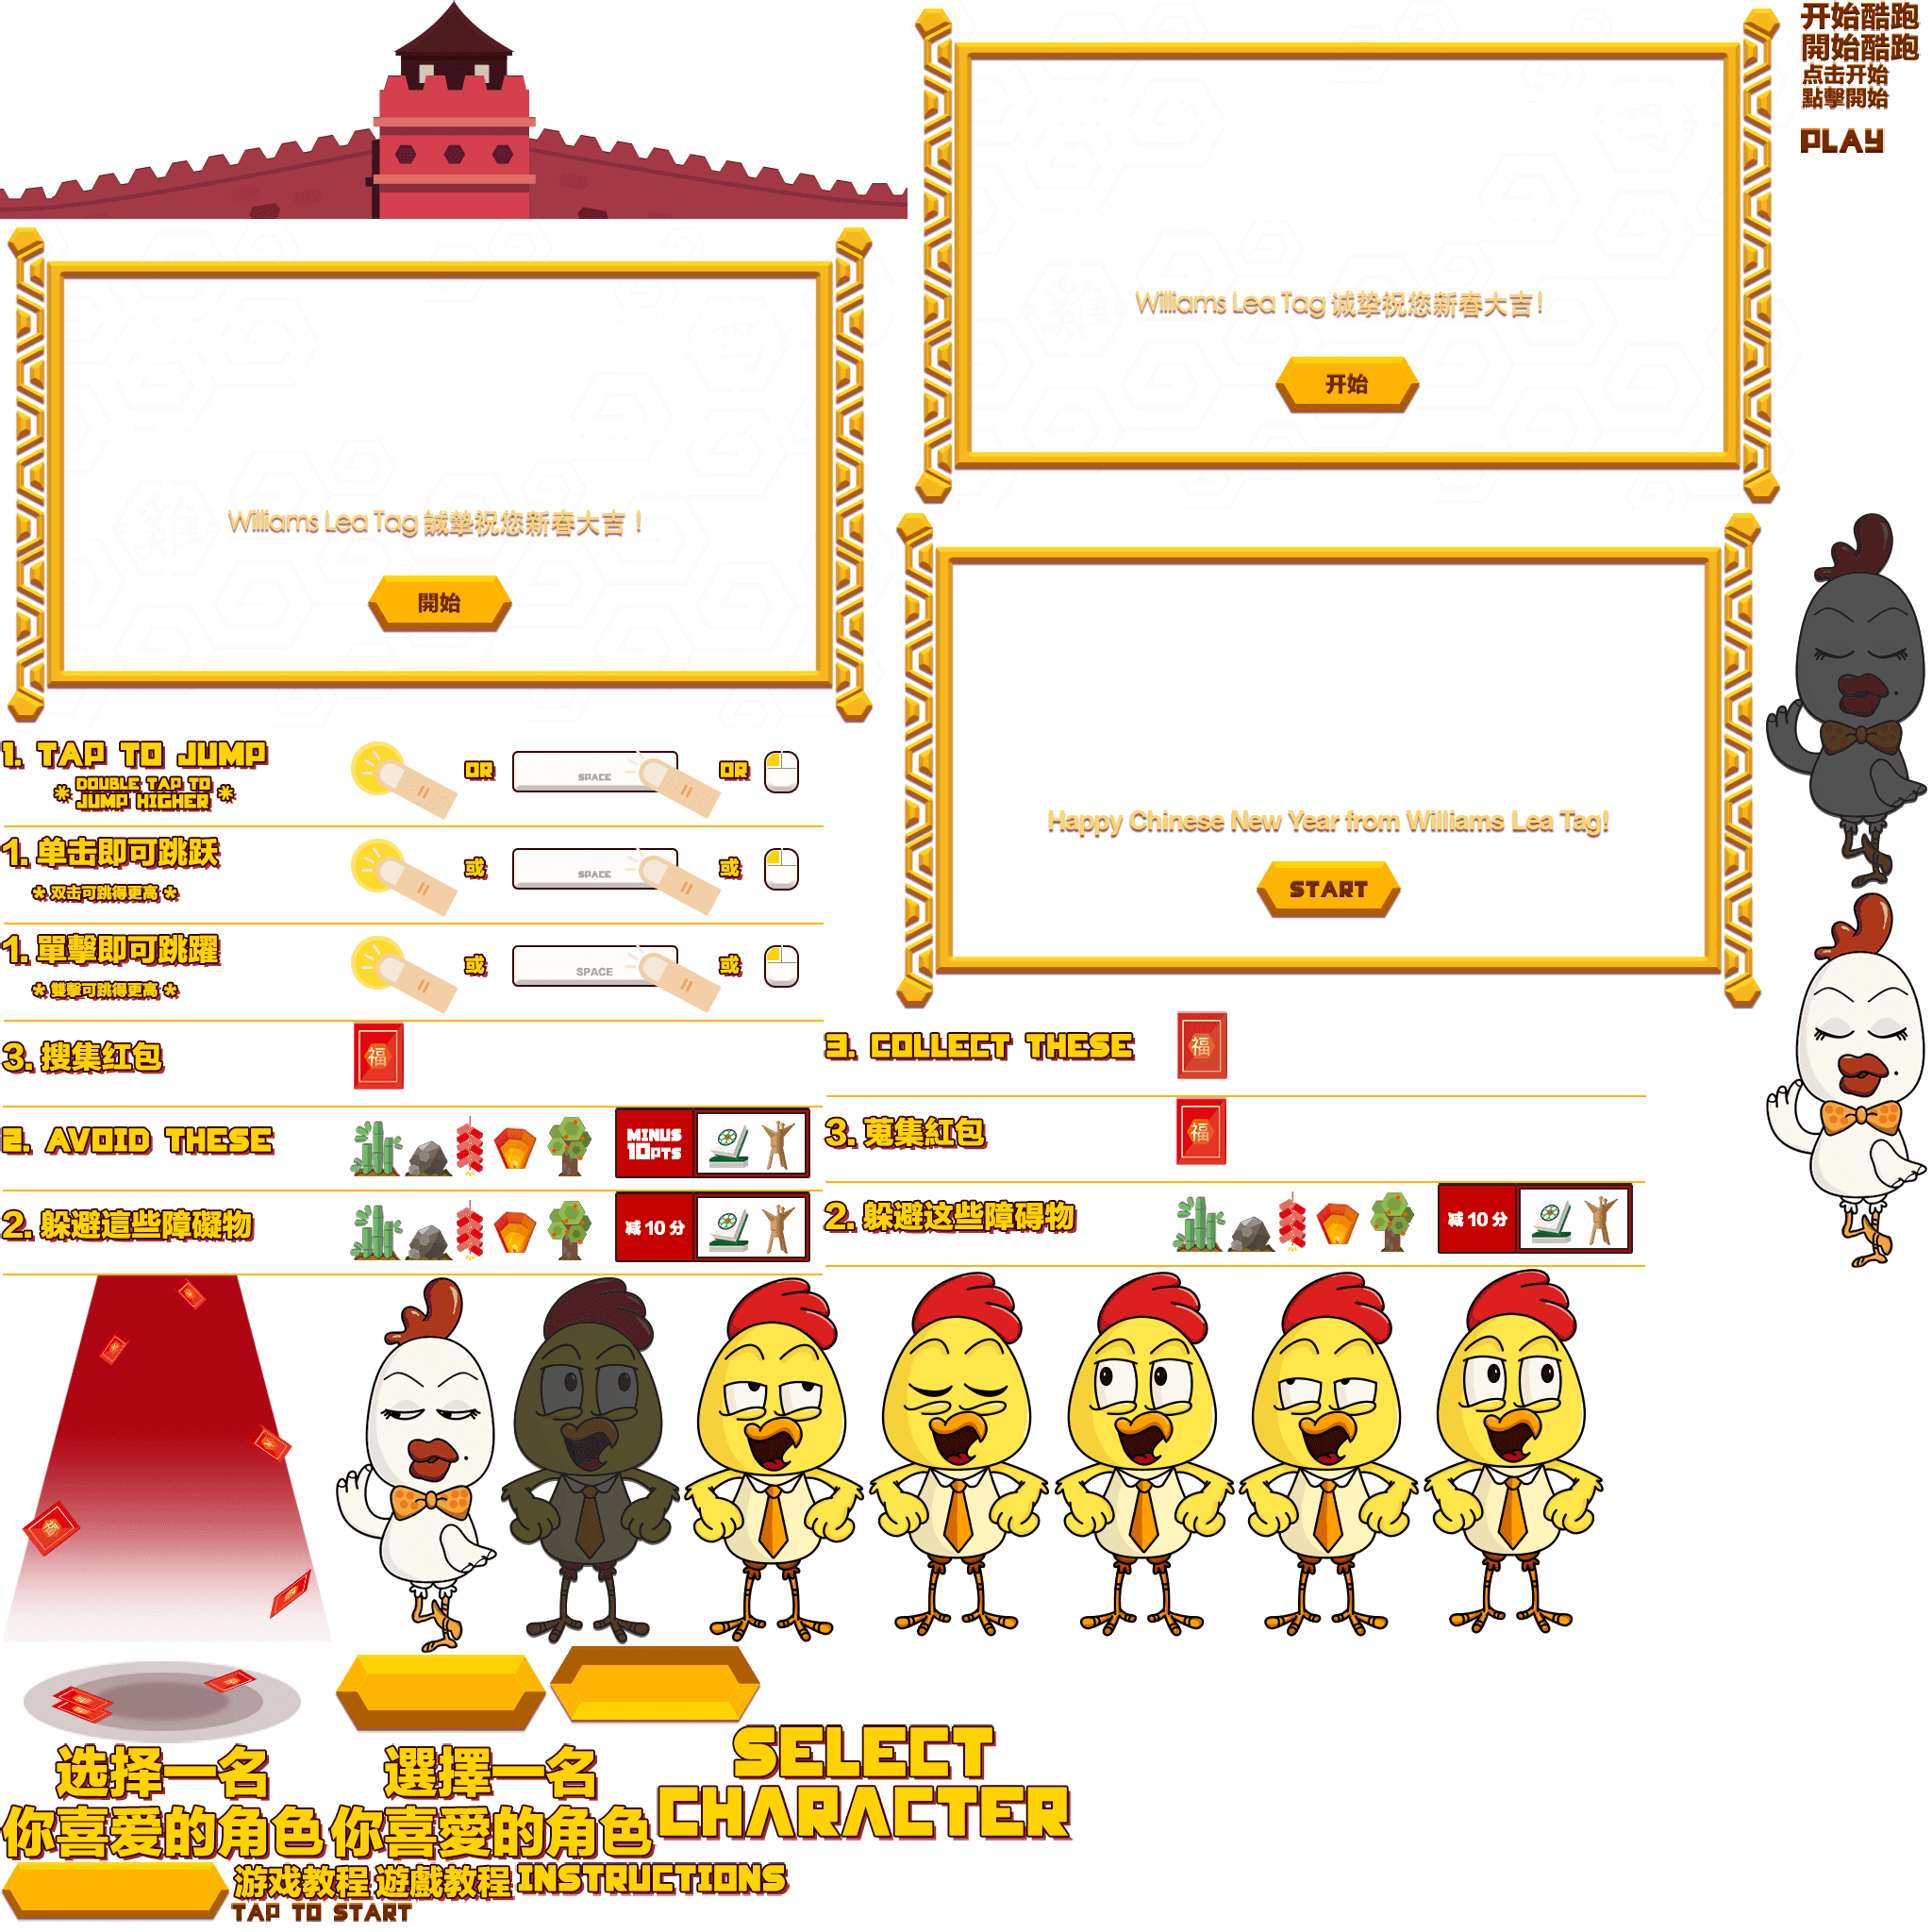 开始酷跑
開始酷跑
点击开始
點擊開始
PLAY
Williams Lea Tag 诚挚祝您新春大吉!
开始
Williams Lea Tag 誠摯祝您新春大吉！
開始
Happy Chinese New Year from Williams Lea Tag!
START
1. TAP TO JUMP
* DOUBLE TAP TO
JUMP HIGHER *
OR
SPACE
OR
1. 单击即可跳跃
* 双击可跳得更高 *
或
SPACE
或
1. 單擊即可跳躍
* 雙擊可跳得更高 *
或
SPACE
或
3. 搜集红包
福
3. COLLECT THESE
福
2. AVOID THESE
MINUS
10PTS
3. 蒐集紅包
福
2. 躲避這些障礙物
减 10 分
2. 躲避这些障碍物
减 10 分
选择一名
你喜爱的角色
選擇一名
你喜愛的角色
SELECT
CHARACTER
游戏教程
遊戲教程
INSTRUCTIONS
TAP TO START